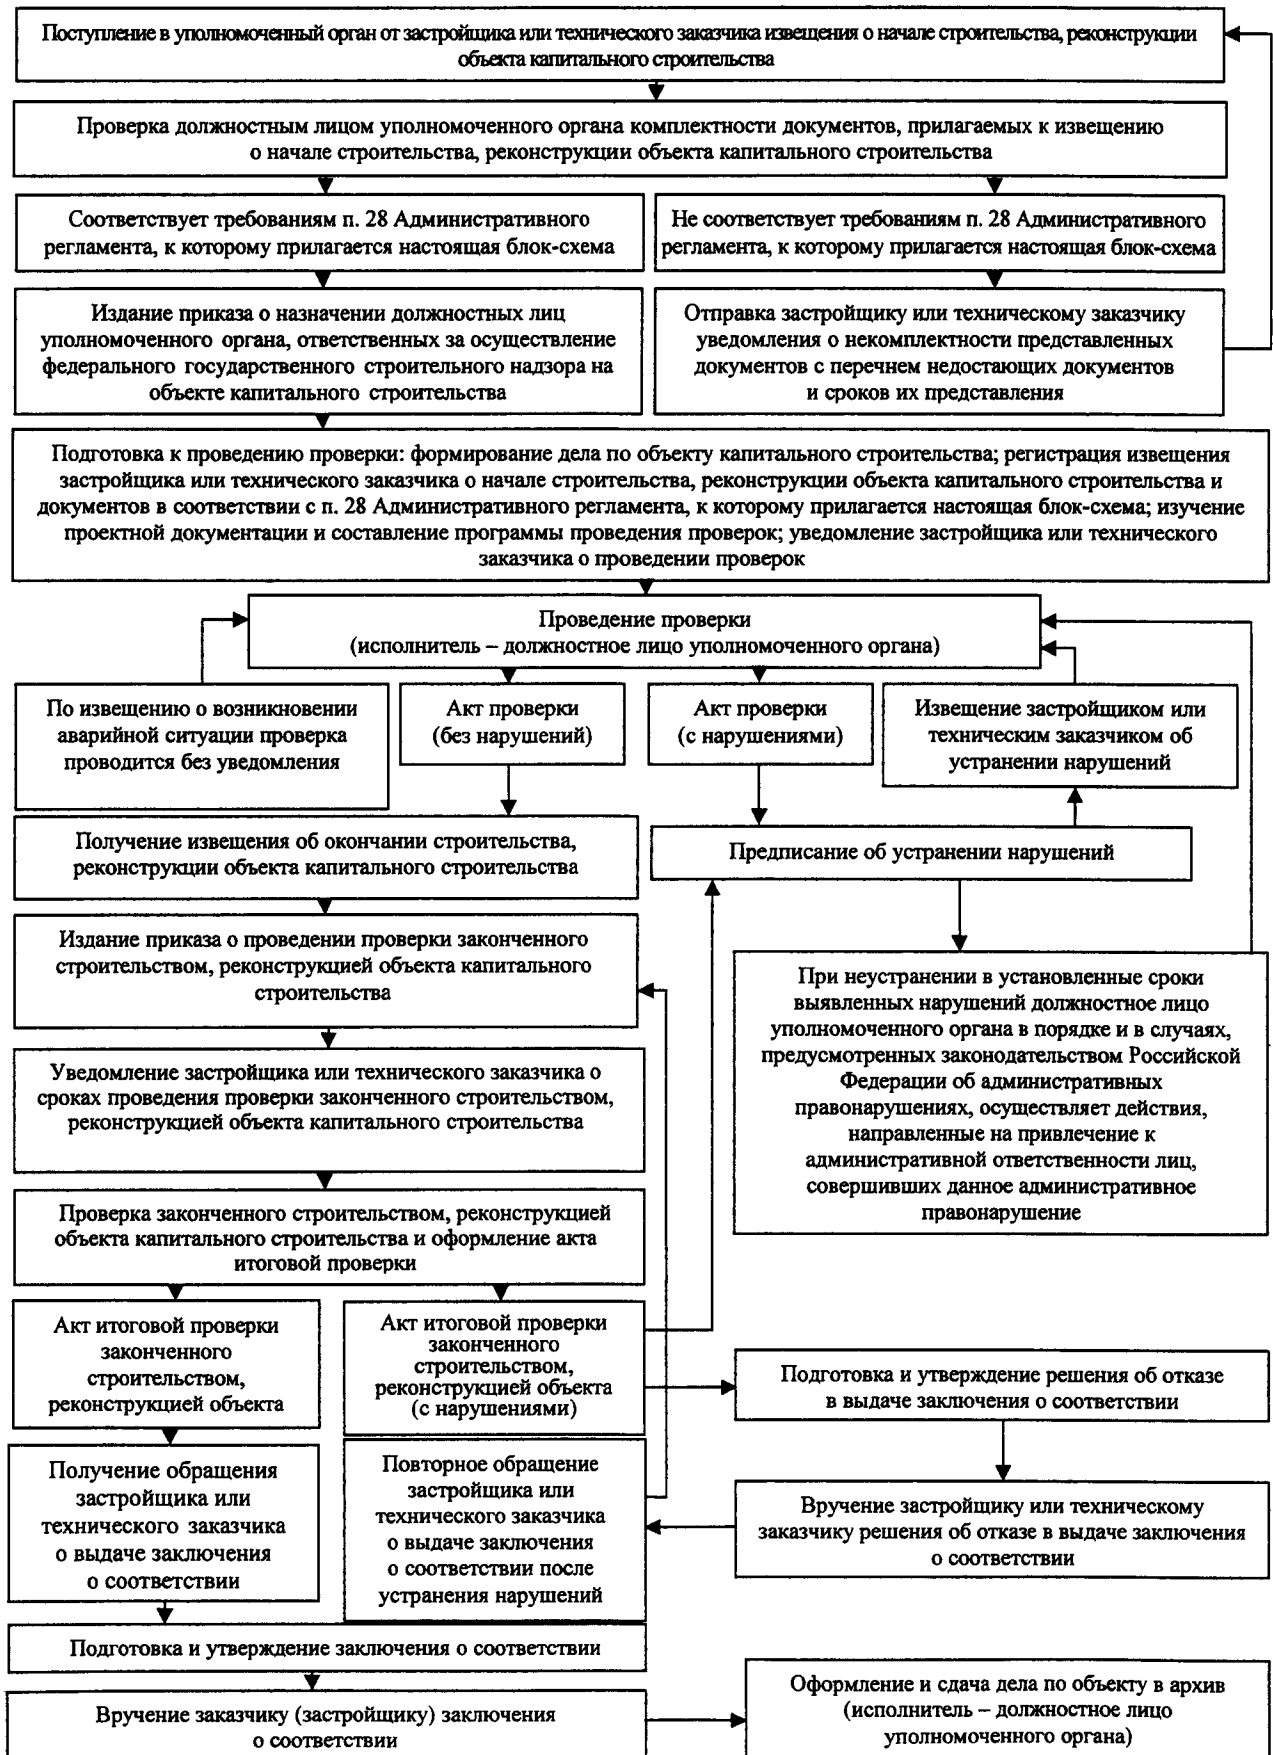 Поступление в уполномоченный орган от застройщика или технического заказчика извещения о начале строительства, реконструкции
объекта капитального строительства
Проверка должностным лицом уполномоченного органа комплектности документов, прилагаемых к извещению
о начале строительства, реконструкции объекта капитального строительства
Соответствует требованиям п. 28 Административного
регламента, к которому прилагается настоящая блок-схема
Не соответствует требованиям п. 28 Административного
регламента, к которому прилагается настоящая блок-схема
Издание приказа о назначении должностных лиц
уполномоченного органа, ответственных за осуществление
федерального государственного строительного надзора на
объекте капитального строительства
Отправка застройщику или техническому заказчику
уведомления о некомплектности представленных
документов с перечнем недостающих документов
и сроков их представления
Подготовка к проведению проверки: формирование дела по объекту капитального строительства; регистрация извещения
застройщика или технического заказчика о начале строительства, реконструкции объекта капитального строительства и
документов в соответствии с п. 28 Административного регламента, к которому прилагается настоящая блок-схема; изучение
проектной документации и составление программы проведения проверок; уведомление застройщика или технического
заказчика о проведении проверок
Проведение проверки
(исполнитель – должностное лицо уполномоченного органа)
По извещению о возникновении
аварийной ситуации проверка
проводится без уведомления
Акт проверки
(без нарушений)
Акт проверки
(с нарушениями)
Извещение застройщиком или
техническим заказчиком об
устранении нарушений
Получение извещения об окончании строительства,
реконструкции объекта капитального строительства
Предписание об устранении нарушений
Издание приказа о проведении проверки законченного
строительством, реконструкцией объекта капитального
строительства
При неустранении в установленные сроки
выявленных нарушений должностное лицо
уполномоченного органа в порядке и в случаях,
предусмотренных законодательством Российской
Федерации об административных
правонарушениях, осуществляет действия,
направленные на привлечение к
административной ответственности лиц,
совершивших данное административное
правонарушение
Уведомление застройщика или технического заказчика о
сроках проведения проверки законченного строительством,
реконструкцией объекта капитального строительства
Проверка законченного строительством, реконструкцией
объекта капитального строительства и оформление акта
итоговой проверки
Акт итоговой проверки
законченного
строительством,
реконструкцией объекта
Акт итоговой проверки
законченного
строительством,
реконструкцией объекта
(с нарушениями)
Подготовка и утверждение решения об отказе
в выдаче заключения о соответствии
Получение обращения
застройщика или
технического заказчика
о выдаче заключения
о соответствии
Повторное обращение
застройщика или
технического заказчика
о выдаче заключения
о соответствии после
устранения нарушений
Вручение застройщику или техническому
заказчику решения об отказе в выдаче заключения
о соответствии
Подготовка и утверждение заключения о соответствии
Вручение заказчику (застройщику) заключения
о соответствии
Оформление и сдача дела по объекту в архив
(исполнитель – должностное лицо
уполномоченного органа)